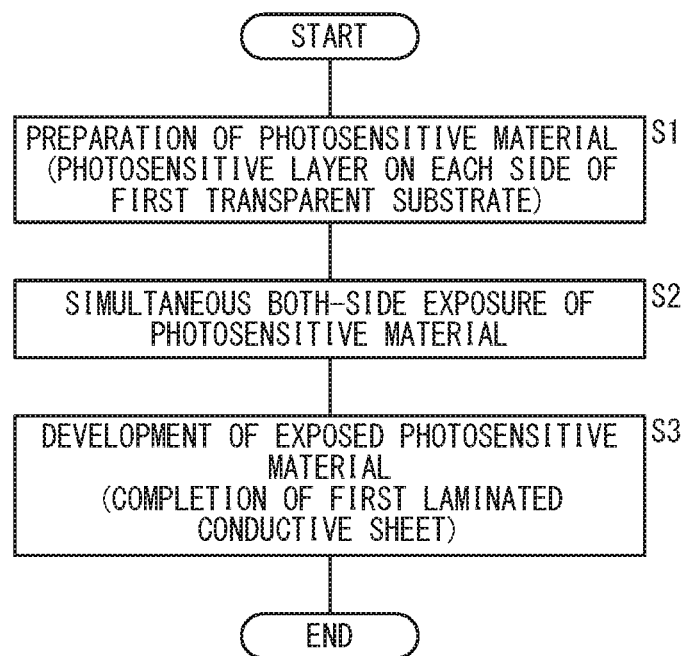 START
PREPARATION OF PHOTOSENSITIVE MATERIAL
(PHOTOSENSITIVE LAYER ON EACH SIDE OF
FIRST TRANSPARENT SUBSTRATE)
S1
SIMULTANEOUS BOTH-SIDE EXPOSURE OF
PHOTOSENSITIVE MATERIAL
S2
DEVELOPMENT OF EXPOSED PHOTOSENSITIVE
MATERIAL
(COMPLETION OF FIRST LAMINATED
CONDUCTIVE SHEET)
S3
END